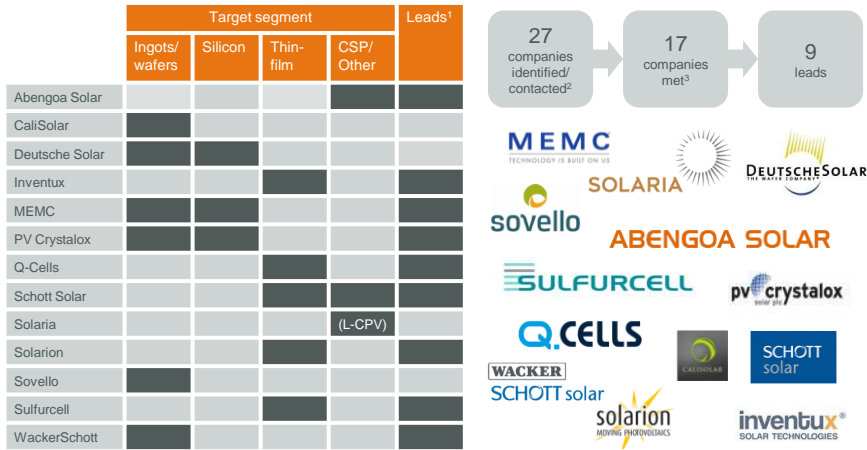 Target segment
Leads¹
Ingots/
wafers
Silicon
Thin-
film
CSP/
Other
Abengoa Solar
CaliSolar
Deutsche Solar
Inventux
MEMC
PV Crystalox
Q-Cells
Schott Solar
Solaria
(L-CPV)
Solarion
Sovello
Sulfurcell
WackerSchott
27
companies
identified/
contacted²
17
companies
met³
9
leads
MEMC
TECHNOLOGY IS BUILT ON US
SOLARIA
DEUTSCHESOLAR
THE WAFER COMPANY
sovello
ABENGOA SOLAR
SULFURCELL
pv crystalox
solar plc
Q.CELLS
CALISOLAR
SCHOTT
solar
WACKER
SCHOTT solar
solarion
MOVING PHOTOVOLTAICS
inventux®
SOLAR TECHNOLOGIES